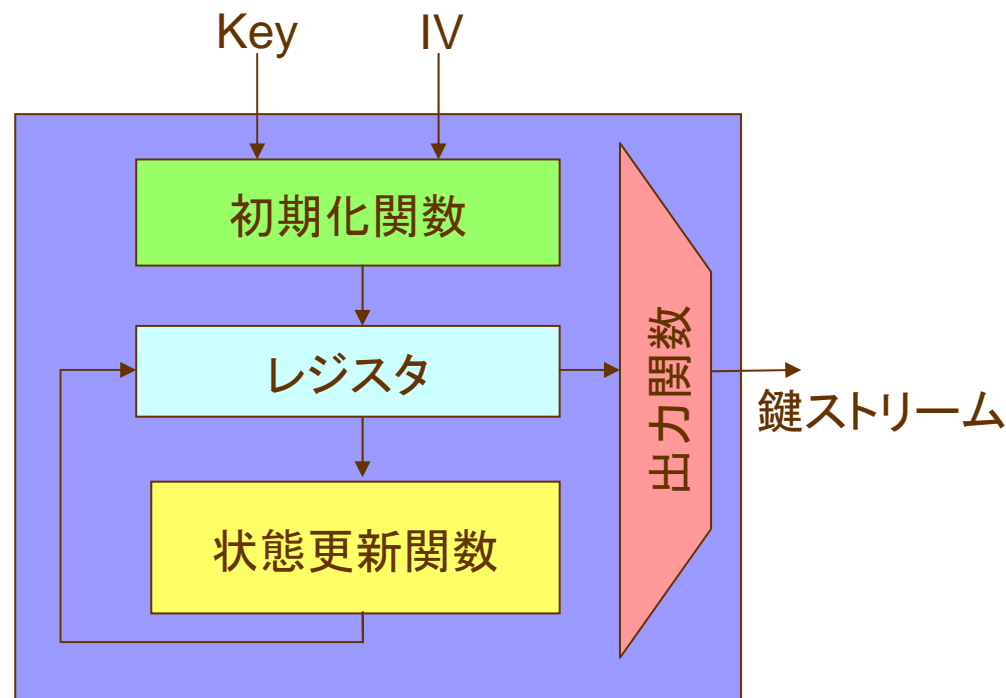 Key
IV
初期化関数
レジスタ
出力関数
鍵ストリーム
状態更新関数